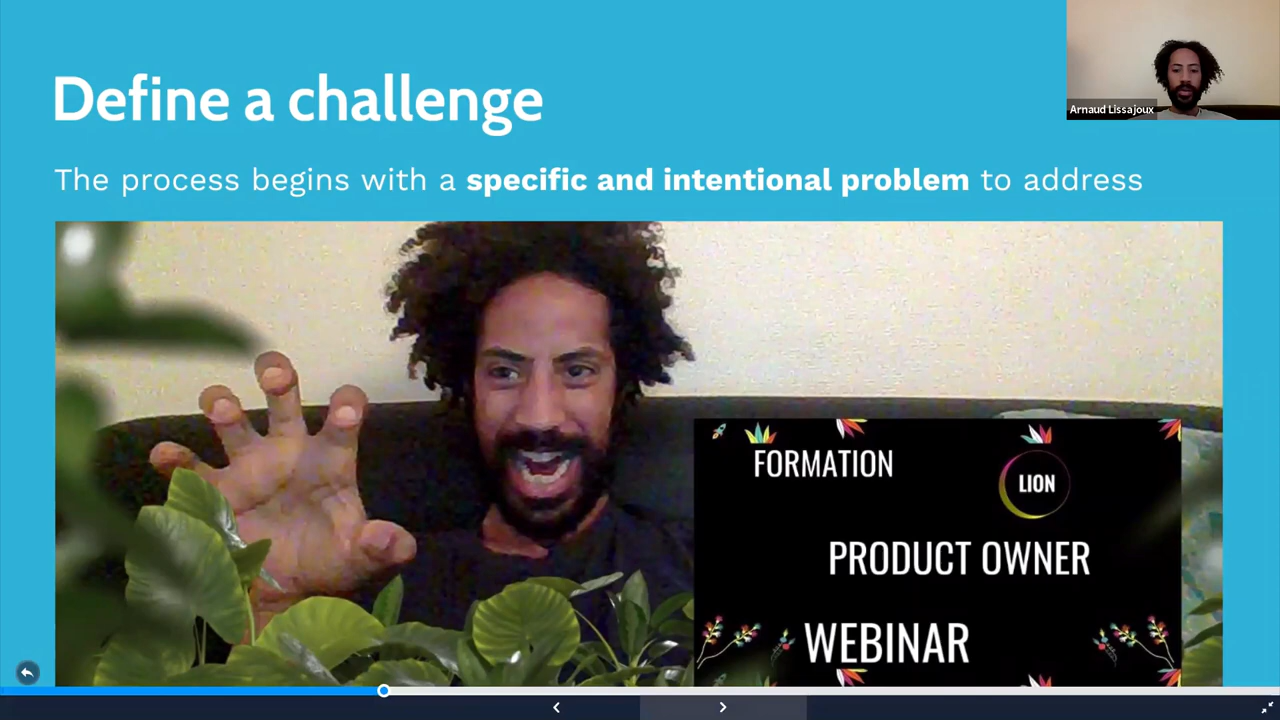 Define a challenge
Arnaud Lissajoux
The process begins with a specific and intentional problem to address
FORMATION
LION
PRODUCT OWNER
WEBINAR